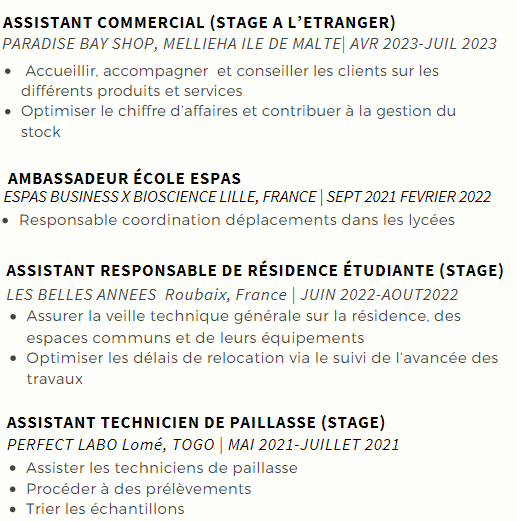 ASSISTANT COMMERCIAL (STAGE A L’ETRANGER)
PARADISE BAY SHOP, MELLIEHA ILE DE MALTE| AVR 2023-JUIL 2023
• Accueillir, accompagner et conseiller les clients sur les
différents produits et services
• Optimiser le chiffre d’affaires et contribuer à la gestion du
stock
AMBASSADEUR ÉCOLE ESPAS
ESPAS BUSINESS X BIOSCIENCE LILLE, FRANCE | SEPT 2021 FEVRIER 2022
• Responsable coordination déplacements dans les lycées
ASSISTANT RESPONSABLE DE RÉSIDENCE ÉTUDIANTE (STAGE)
LES BELLES ANNEES Roubaix, France | JUIN 2022-AOUT2022
• Assurer la veille technique générale sur la résidence, des
espaces communs et de leurs équipements
• Optimiser les délais de relocation via le suivi de l’avancée des
travaux
ASSISTANT TECHNICIEN DE PAILLASSE (STAGE)
PERFECT LABO Lomé, TOGO | MAI 2021-JUILLET 2021
• Assister les techniciens de paillasse
• Procéder à des prélèvements
• Trier les échantillons